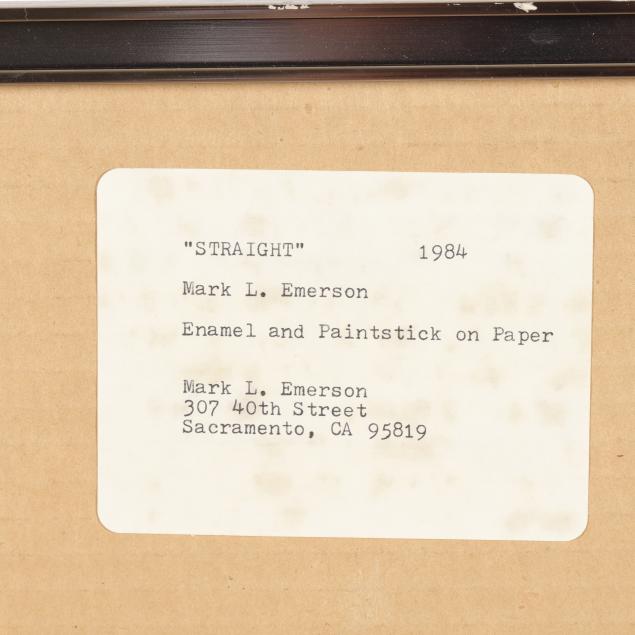 "STRAIGHT" 1984
Mark L. Emerson
Enamel and Paintstick on Paper
Mark L. Emerson
307 40th Street
Sacramento, CA 95819